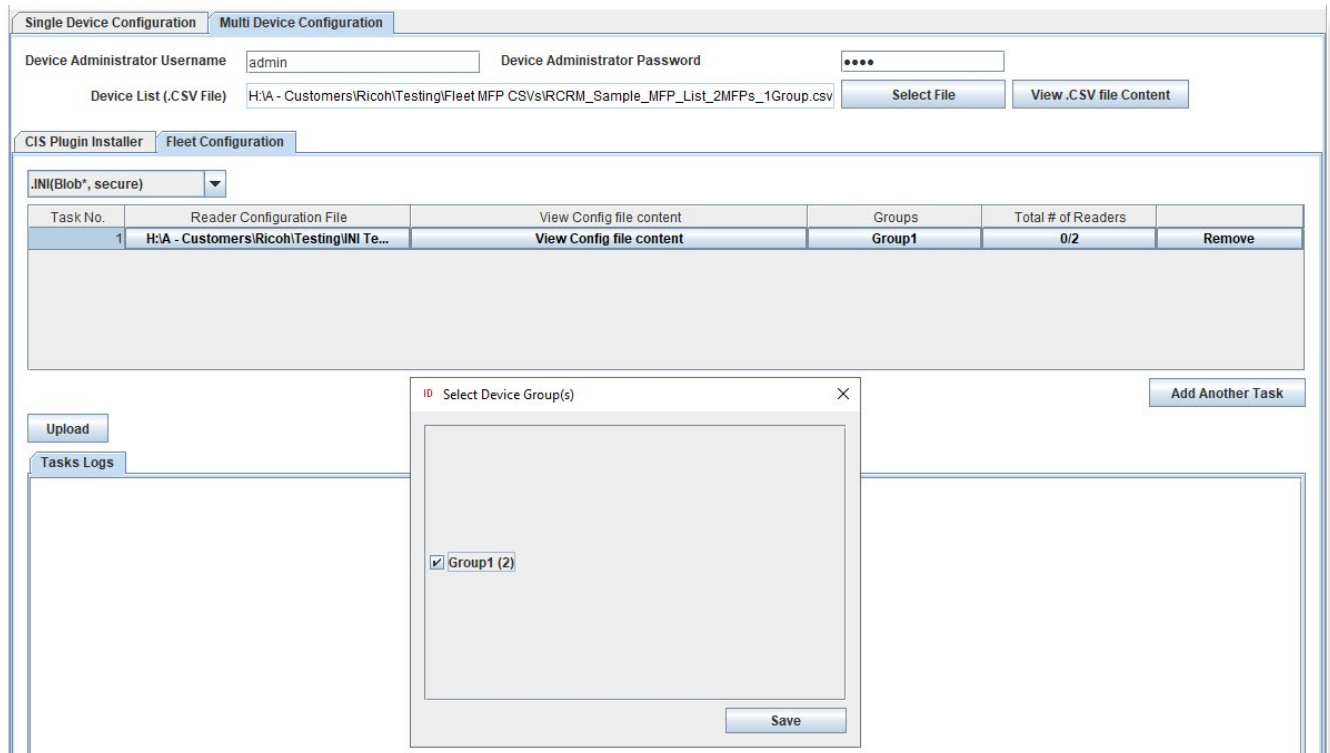 Single Device Configuration Multi Device Configuration
Device Administrator Username admin Device Administrator Password ••••
Device List (.CSV File) H:\A - Customers\Ricoh\Testing\Fleet MFP CSVs\RCRM_Sample_MFP_List_2MFPs_1Group.csv Select File View .CSV file Content
CIS Plugin Installer Fleet Configuration
.INI(Blob*, secure)
Task No. Reader Configuration File View Config file content Groups Total # of Readers
1 H:\A - Customers\Ricoh\Testing\INI Te... View Config file content Group1 0/2 Remove
ID Select Device Group(s)
Add Another Task
Upload
Tasks Logs
Group1 (2)
Save